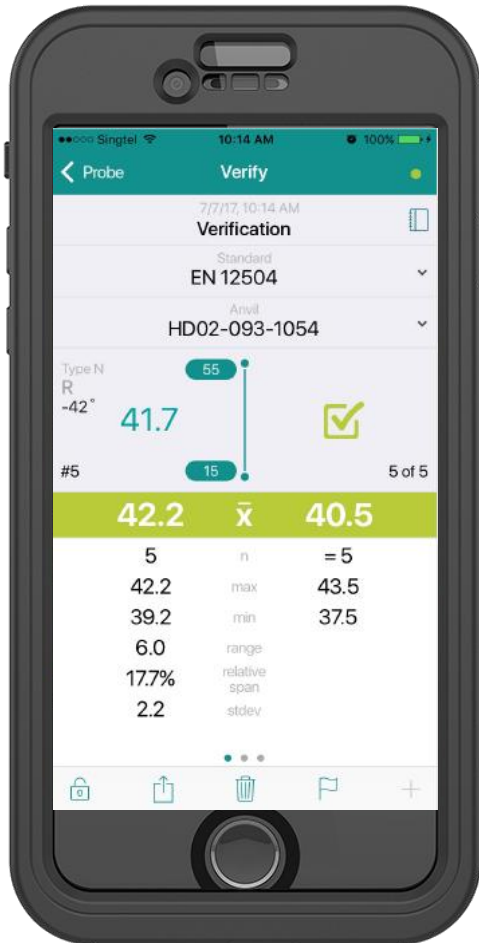 Singtel 10:14 AM 100%
Probe Verify
7/7/17, 10:14 AM
Verification
Standard
EN 12504
Anvil
HD02-093-1054
Type N
R
-42°
55
41.7
#5
15
5 of 5
42.2 x̄ 40.5
5 n = 5
42.2 max 43.5
39.2 min 37.5
6.0 range
17.7% relative span
2.2 stdev
0